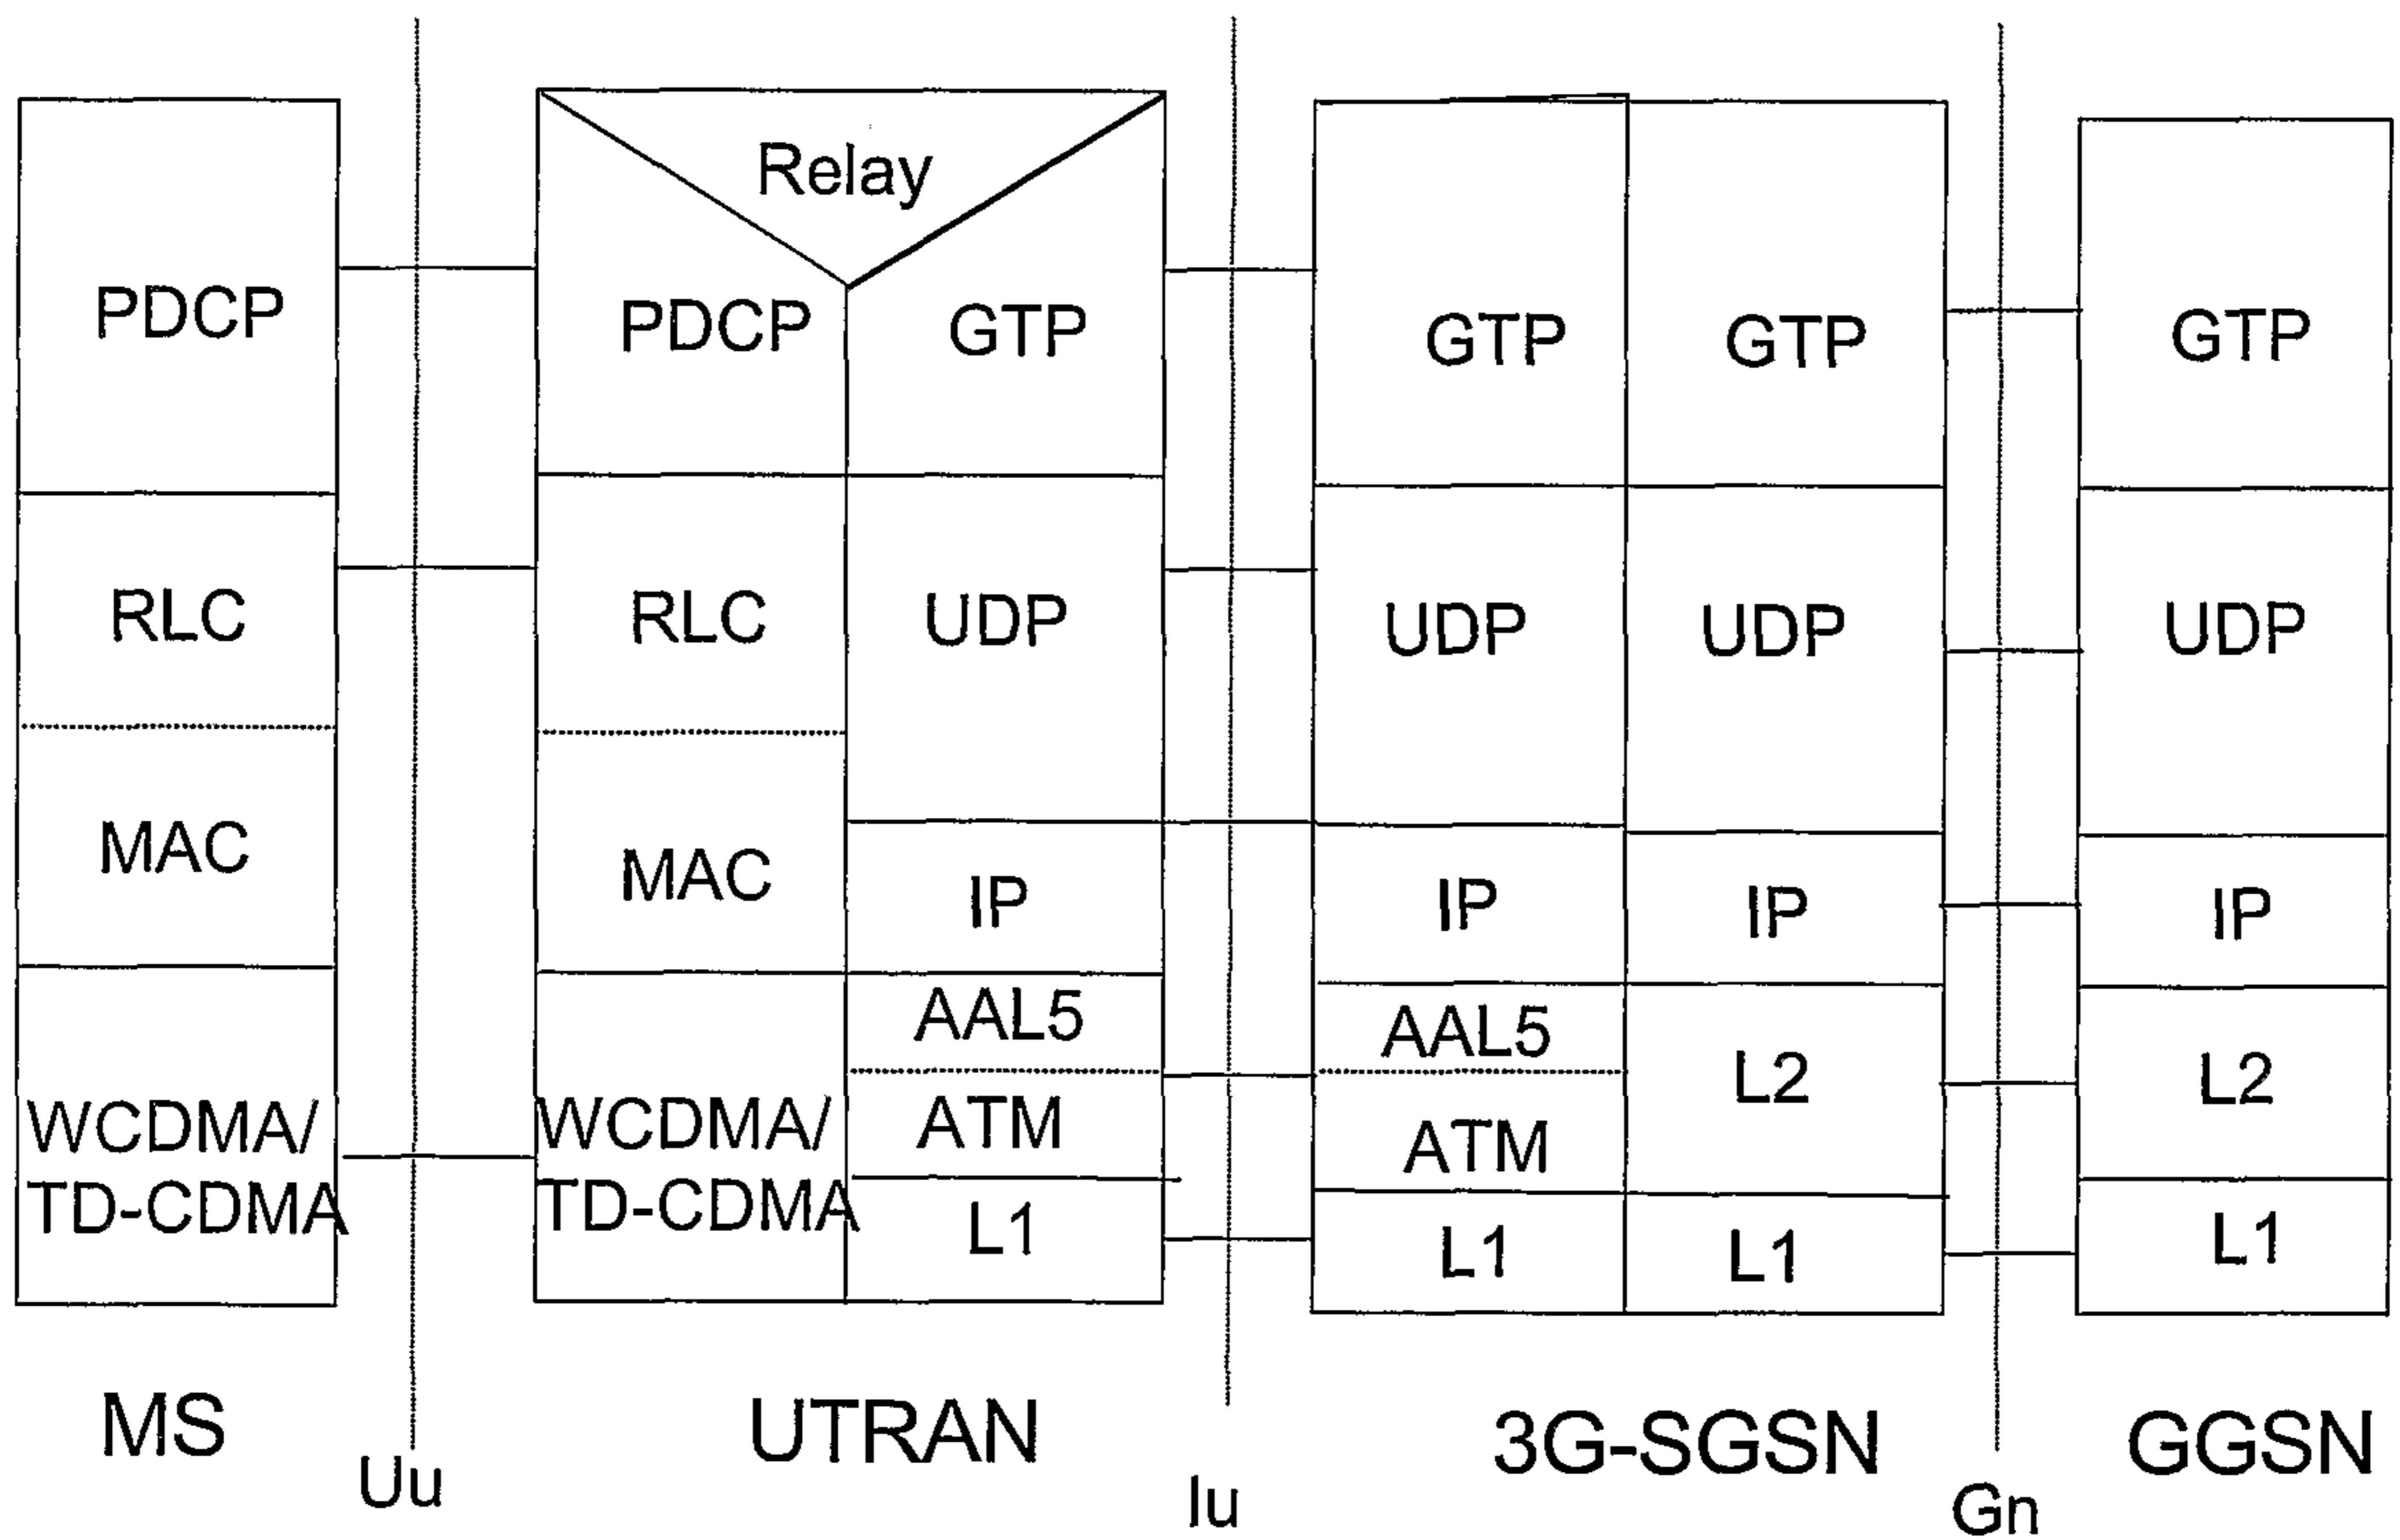 Relay
PDCP
PDCP
GTP
GTP
GTP
GTP
RLC
RLC
UDP
UDP
UDP
UDP
MAC
MAC
IP
IP
IP
IP
AAL5
AAL5
L2
L2
WCDMA/
TD-CDMA
WCDMA/
TD-CDMA
ATM
ATM
L1
L1
L1
L1
MS
UTRAN
3G-SGSN
GGSN
Uu
Iu
Gn